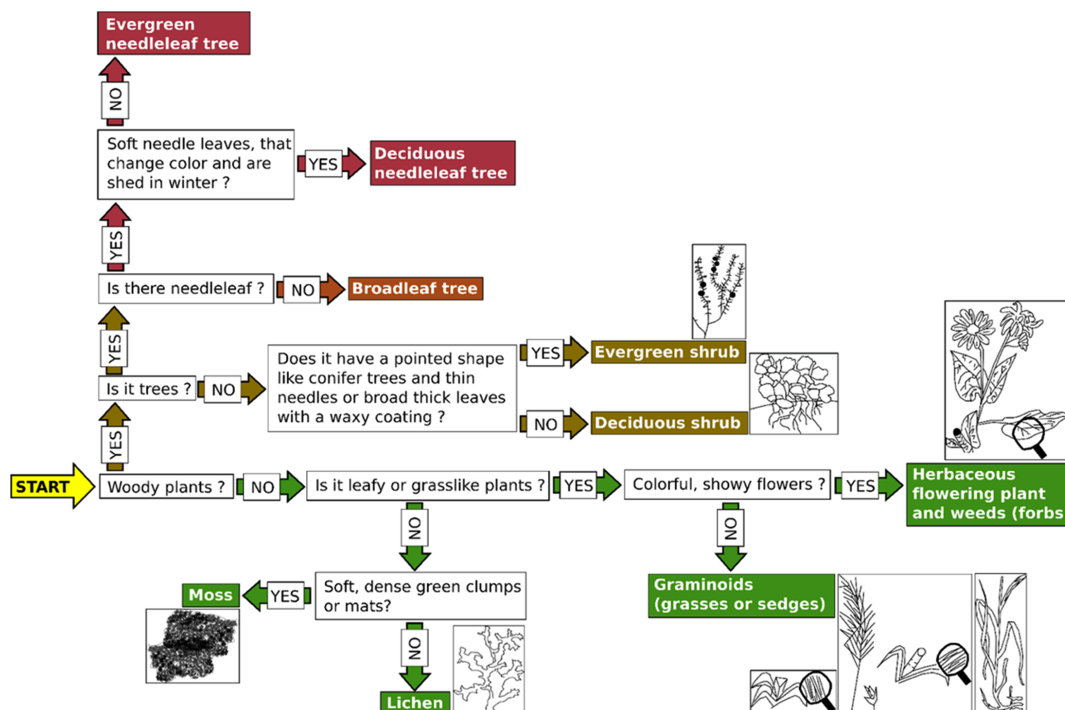 Evergreen
needleleaf tree
NO
Soft needle leaves, that
change color and are
shed in winter ?
YES
Deciduous
needleleaf tree
YES
Is there needleleaf ?
NO
Broadleaf tree
YES
Is it trees ?
NO
Does it have a pointed shape
like conifer trees and thin
needles or broad thick leaves
with a waxy coating ?
YES
Evergreen shrub
NO
Deciduous shrub
YES
START
Woody plants ?
NO
Is it leafy or grasslike plants ?
YES
Colorful, showy flowers ?
YES
Herbaceous
flowering plant
and weeds (forbs
NO
NO
Moss
YES
Soft, dense green clumps
or mats?
Graminoids
(grasses or sedges)
NO
Lichen